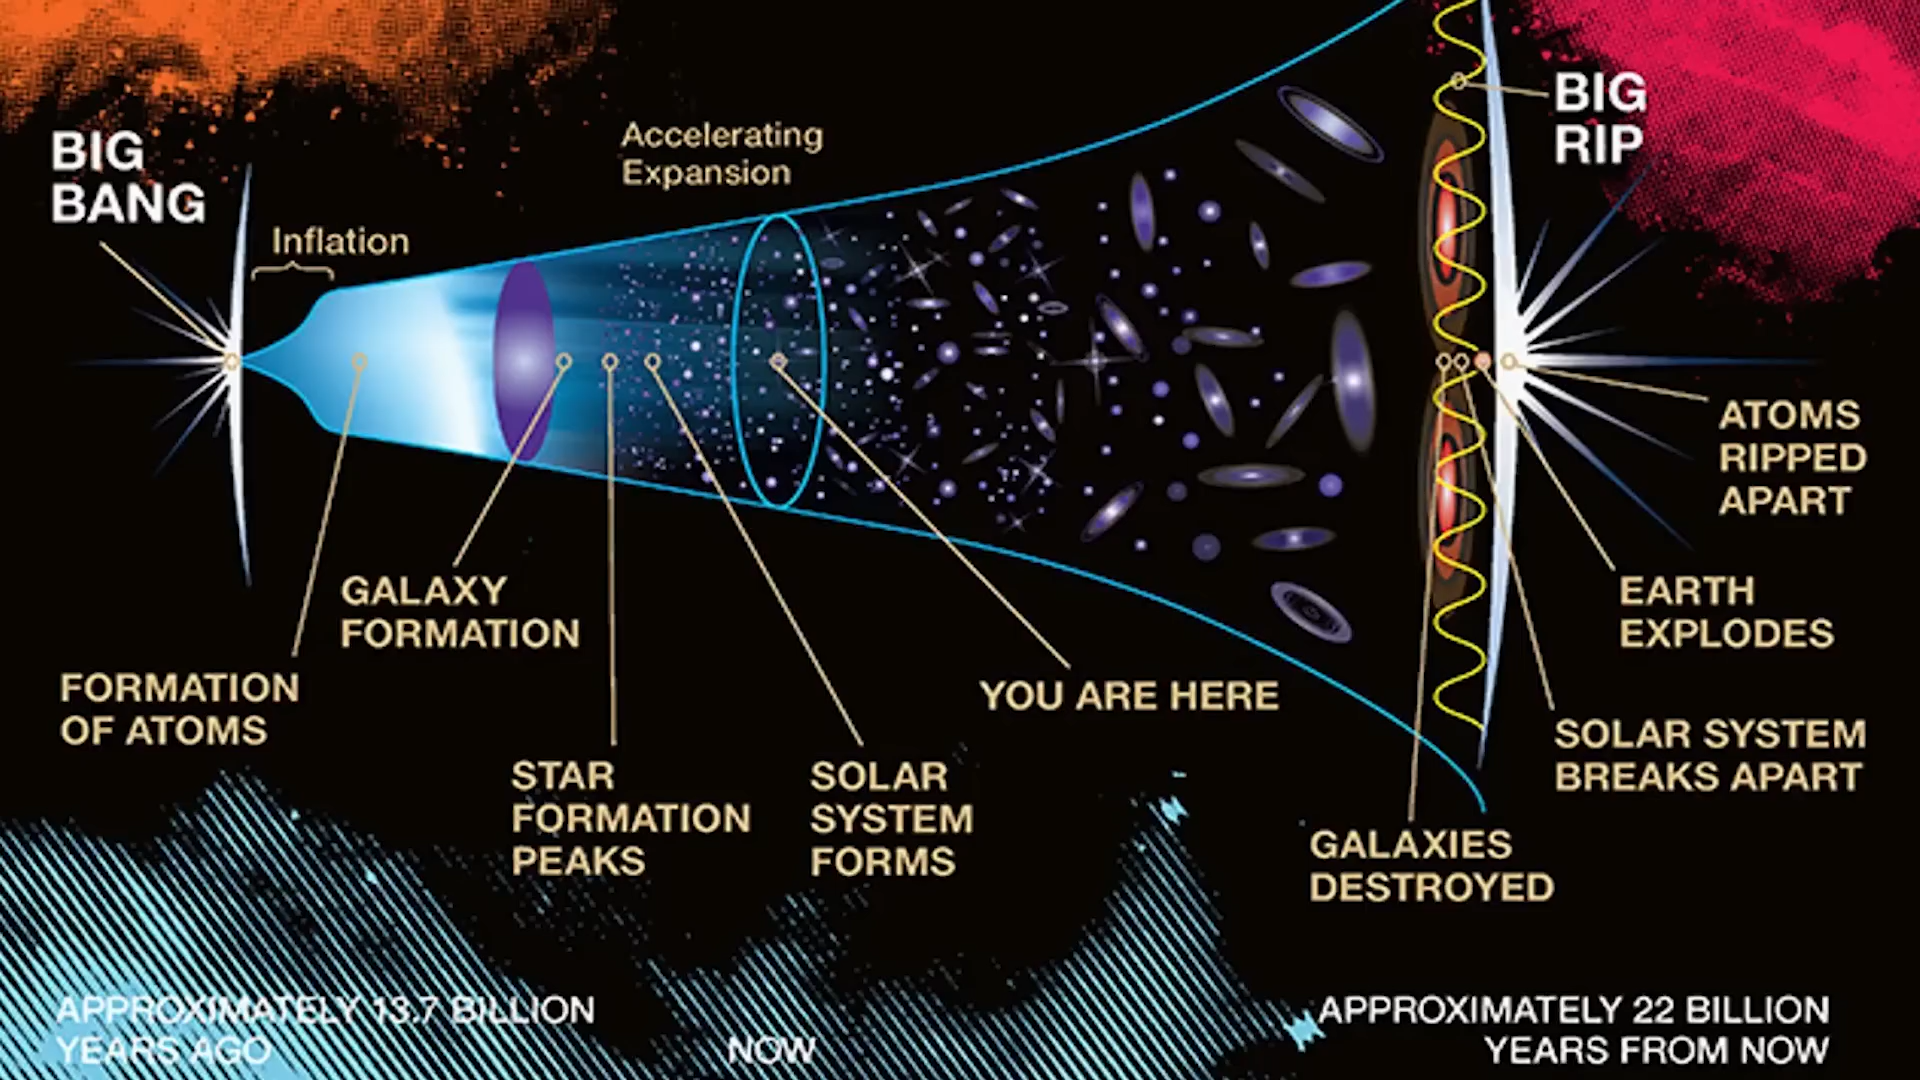 BIG
BANG
Inflation
Accelerating
Expansion
BIG
RIP
ATOMS
RIPPED
APART
EARTH
EXPLODES
GALAXY
FORMATION
FORMATION
OF ATOMS
YOU ARE HERE
SOLAR SYSTEM
BREAKS APART
STAR
FORMATION
PEAKS
SOLAR
SYSTEM
FORMS
GALAXIES
DESTROYED
APPROXIMATELY 13.7 BILLION
YEARS AGO
NOW
APPROXIMATELY 22 BILLION
YEARS FROM NOW